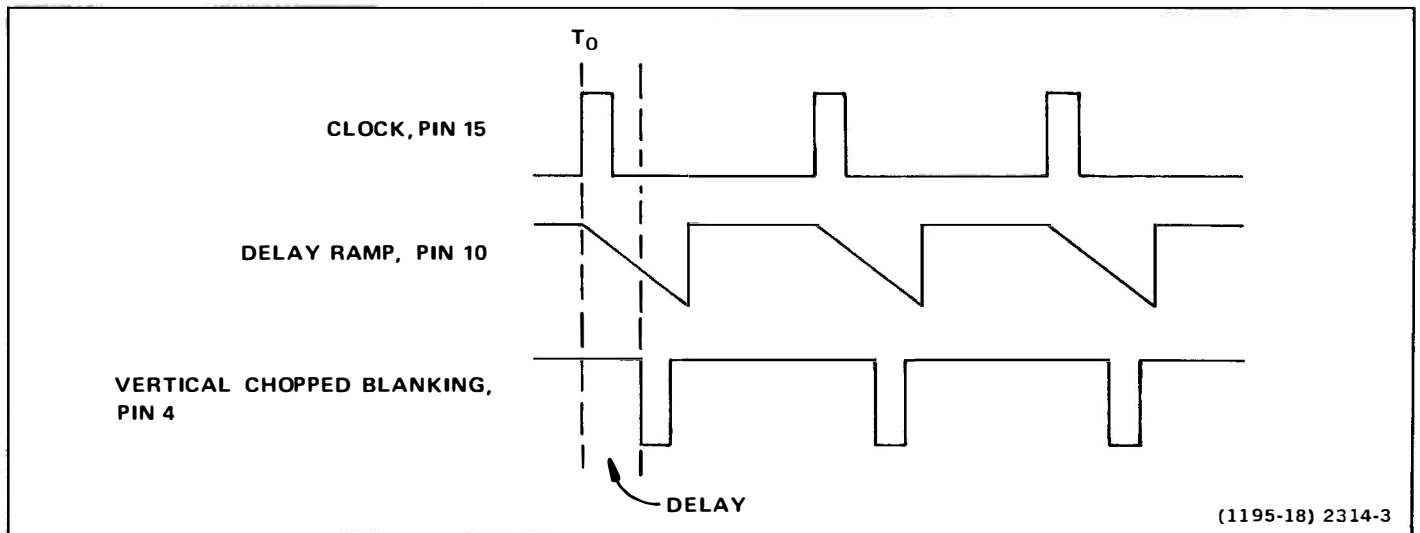 T0
CLOCK, PIN 15
DELAY RAMP, PIN 10
VERTICAL CHOPPED BLANKING,
PIN 4
DELAY
(1195-18) 2314-3